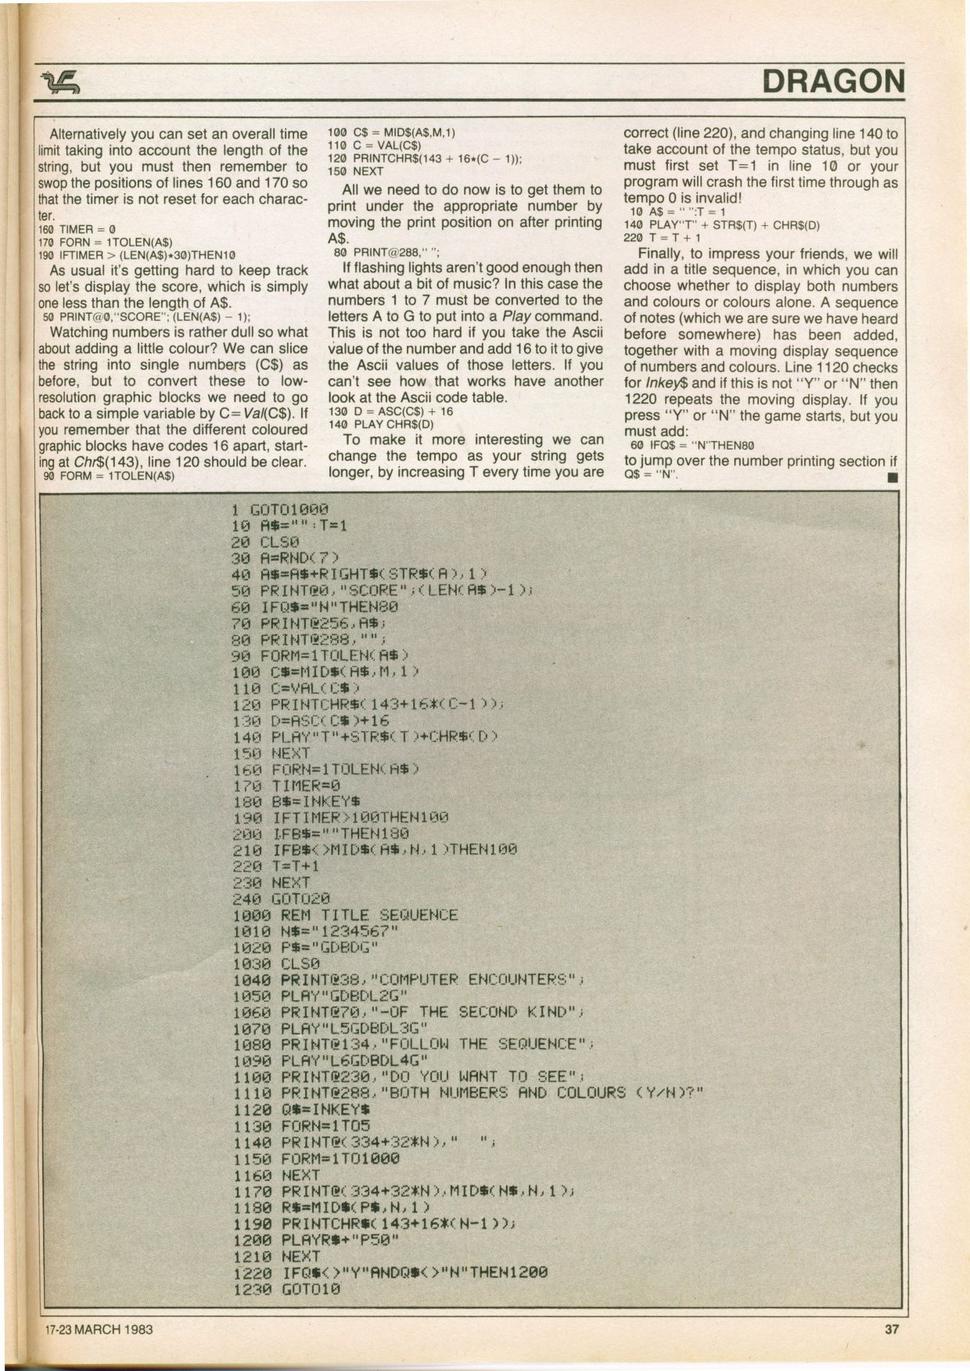 DRAGON
Alternatively you can set an overall time
limit taking into account the length of the
string, but you must then remember to
swop the positions of lines 160 and 170 so
that the timer is not reset for each charac-
ter.
160 TIMER = 0
170 FORN = 1TOLEN(A$)
190 IFTIMER > (LEN(A$)*30)THEN10
As usual it's getting hard to keep track
so let's display the score, which is simply
one less than the length of A$.
50 PRINT@0,"SCORE"; (LEN(A$) − 1);
Watching numbers is rather dull so what
about adding a little colour? We can slice
the string into single numbers (C$) as
before, but to convert these to low-
resolution graphic blocks we need to go
back to a simple variable by C= Val(C$). If
you remember that the different coloured
graphic blocks have codes 16 apart, start-
ing at Chr$(143), line 120 should be clear.
90 FORM = 1TOLEN(A$)
100 C$ = MID$(A$,M,1)
110 C = VAL(C$)
120 PRINTCHR$(143 + 16*(C − 1));
150 NEXT
All we need to do now is to get them to
print under the appropriate number by
moving the print position on after printing
A$.
80 PRINT@288," ";
If flashing lights aren't good enough then
what about a bit of music? In this case the
numbers 1 to 7 must be converted to the
letters A to G to put into a Play command.
This is not too hard if you take the Ascii
value of the number and add 16 to it to give
the Ascii values of those letters. If you
can't see how that works have another
look at the Ascii code table.
130 D = ASC(C$) + 16
140 PLAY CHR$(D)
To make it more interesting we can
change the tempo as your string gets
longer, by increasing T every time you are
correct (line 220), and changing line 140 to
take account of the tempo status, but you
must first set T=1 in line 10 or your
program will crash the first time through as
tempo 0 is invalid!
10 A$ = " ":T = 1
140 PLAY"T" + STR$(T) + CHR$(D)
220 T = T + 1
Finally, to impress your friends, we will
add in a title sequence, in which you can
choose whether to display both numbers
and colours or colours alone. A sequence
of notes (which we are sure we have heard
before somewhere) has been added,
together with a moving display sequence
of numbers and colours. Line 1120 checks
for Inkey$ and if this is not "Y" or "N" then
1220 repeats the moving display. If you
press "Y" or "N" the game starts, but you
must add:
60 IFQ$ = "N"THEN80
to jump over the number printing section if
Q$ = "N".
1 GOTO1000
10 A$="":T=1
20 CLS0
30 A=RND(7)
40 A$=A$+RIGHT$(STR$(A),1)
50 PRINT@0,"SCORE";(LEN(A$)-1);
60 IFQ$="N"THEN80
70 PRINT@256,A$;
80 PRINT@288,"";
90 FORM=1TOLEN(A$)
100 C$=MID$(A$,M,1)
110 C=VAL(C$)
120 PRINTCHR$(143+16*(C-1));
130 D=ASC(C$)+16
140 PLAY"T"+STR$(T)+CHR$(D)
150 NEXT
160 FORN=1TOLEN(A$)
170 TIMER=0
180 B$=INKEY$
190 IFTIMER>100THEN100
200 IFB$=""THEN180
210 IFB$<>MID$(A$,N,1)THEN100
220 T=T+1
230 NEXT
240 GOTO20
1000 REM TITLE SEQUENCE
1010 N$="1234567"
1020 P$="GDBDG"
1030 CLS0
1040 PRINT@38,"COMPUTER ENCOUNTERS";
1050 PLAY"GDBDL2G"
1060 PRINT@70,"-OF THE SECOND KIND";
1070 PLAY"L5GDBDL3G"
1080 PRINT@134,"FOLLOW THE SEQUENCE";
1090 PLAY"L6GDBDL4G"
1100 PRINT@230,"DO YOU WANT TO SEE";
1110 PRINT@288,"BOTH NUMBERS AND COLOURS (Y/N)?"
1120 Q$=INKEY$
1130 FORN=1TO5
1140 PRINT@(334+32*N),"  ";
1150 FORM=1TO1000
1160 NEXT
1170 PRINT@(334+32*N),MID$(N$,N,1);
1180 R$=MID$(P$,N,1)
1190 PRINTCHR$(143+16*(N-1));
1200 PLAYR$+"P50"
1210 NEXT
1220 IFQ$<>"Y"ANDQ$<>"N"THEN1200
1230 GOTO10
17-23 MARCH 1983
37